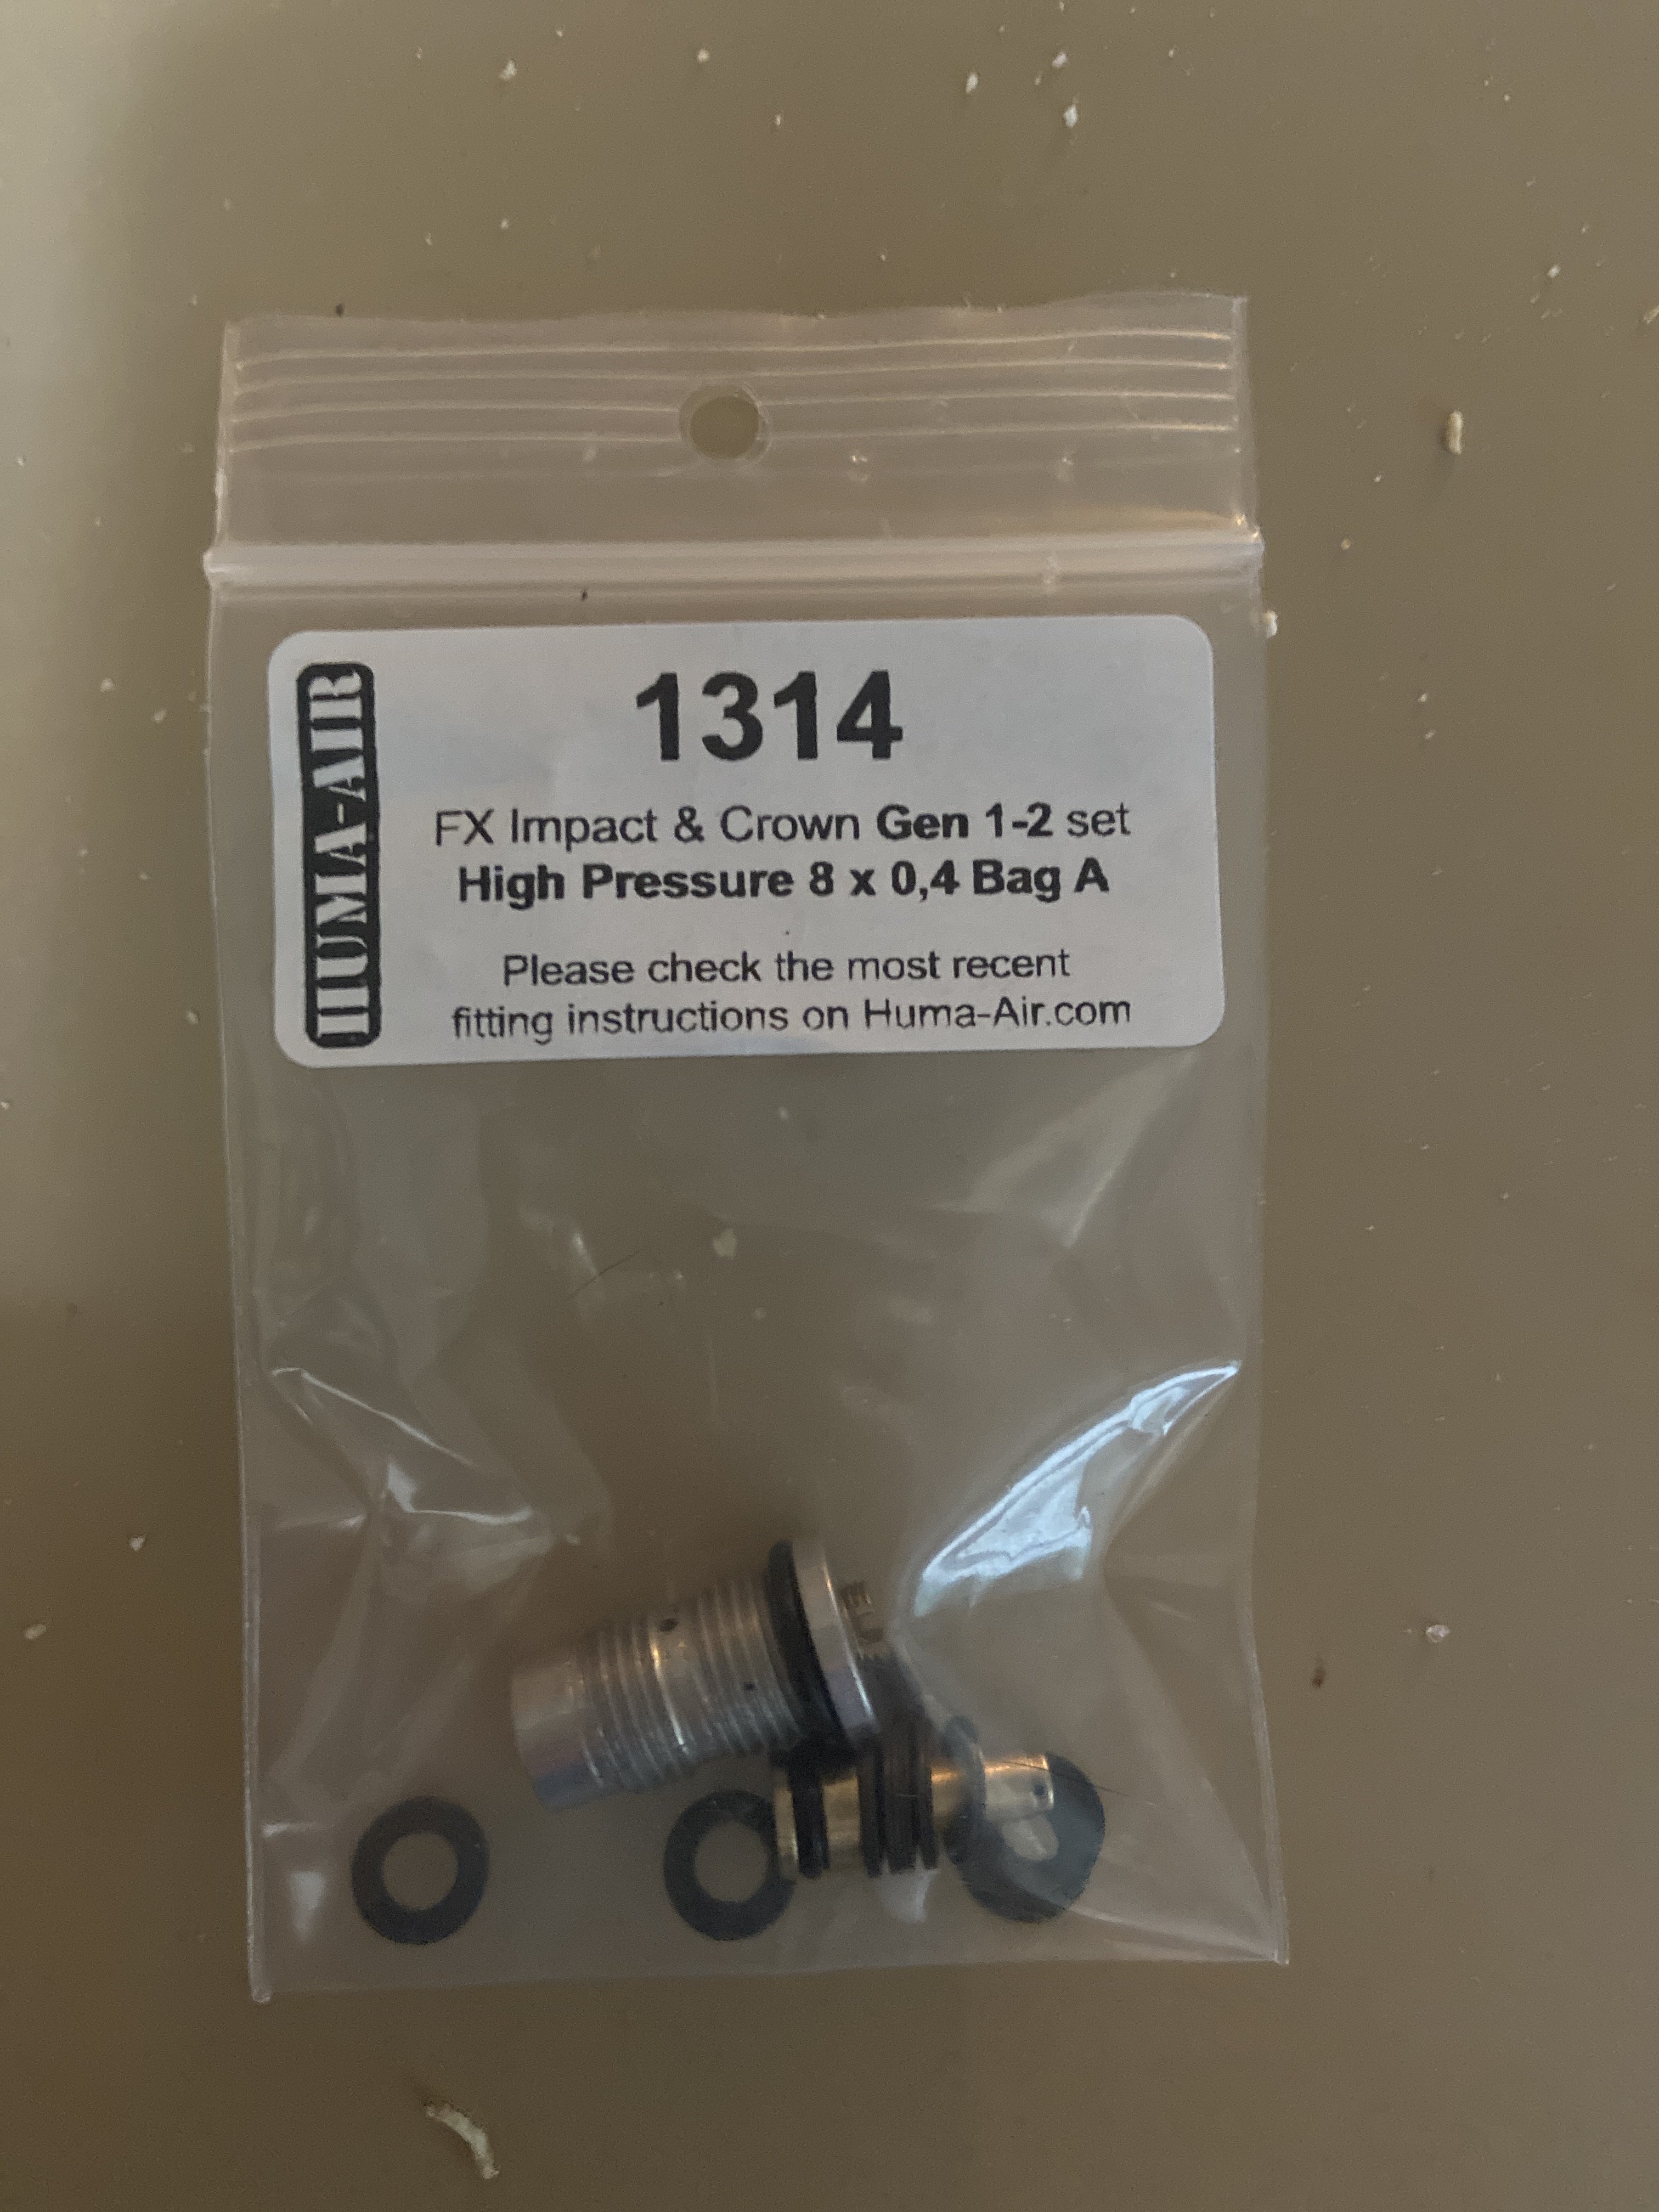 HUMA-AIR
1314
FX Impact & Crown Gen 1-2 set
High Pressure 8 x 0,4 Bag A
Please check the most recent
fitting instructions on Huma-Air.com